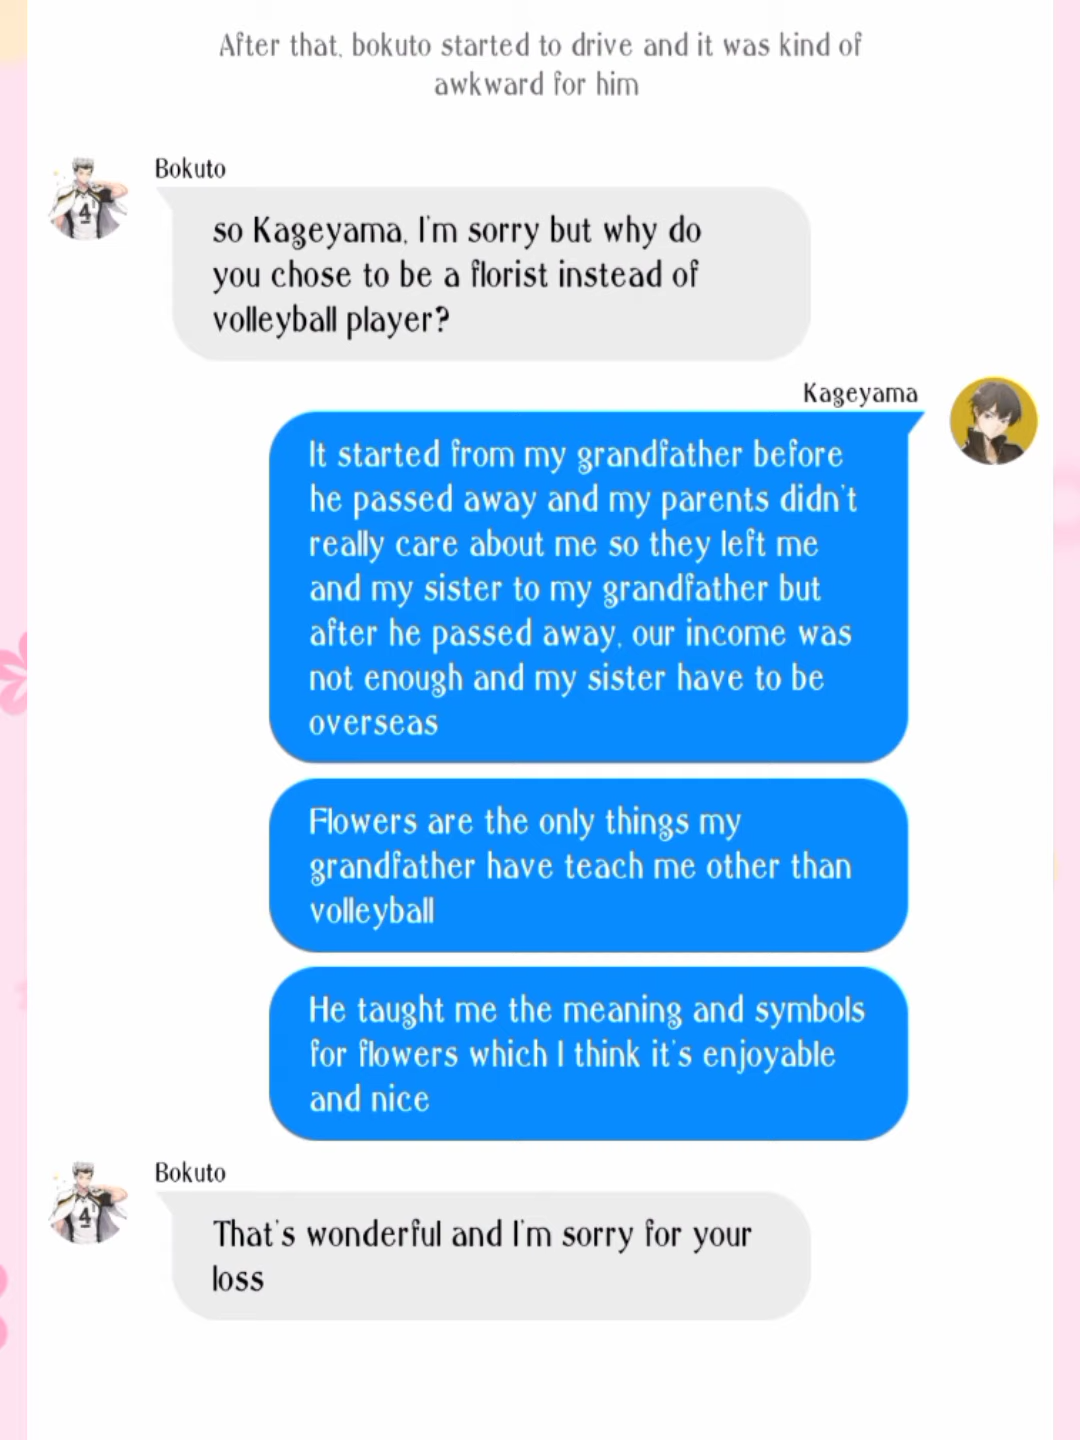 After that, bokuto started to drive and it was kind of
awkward for him
Bokuto
so Kageyama, I'm sorry but why do
you chose to be a florist instead of
volleyball player?
Kageyama
It started from my grandfather before
he passed away and my parents didn't
really care about me so they left me
and my sister to my grandfather but
after he passed away, our income was
not enough and my sister have to be
overseas
Flowers are the only things my
grandfather have teach me other than
volleyball
He taught me the meaning and symbols
for flowers which I think it's enjoyable
and nice
Bokuto
That's wonderful and I'm sorry for your
loss